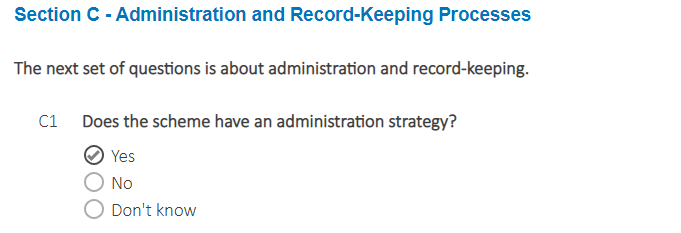 Section C - Administration and Record-Keeping Processes
The next set of questions is about administration and record-keeping.
C1 Does the scheme have an administration strategy?
Yes
No
Don't know